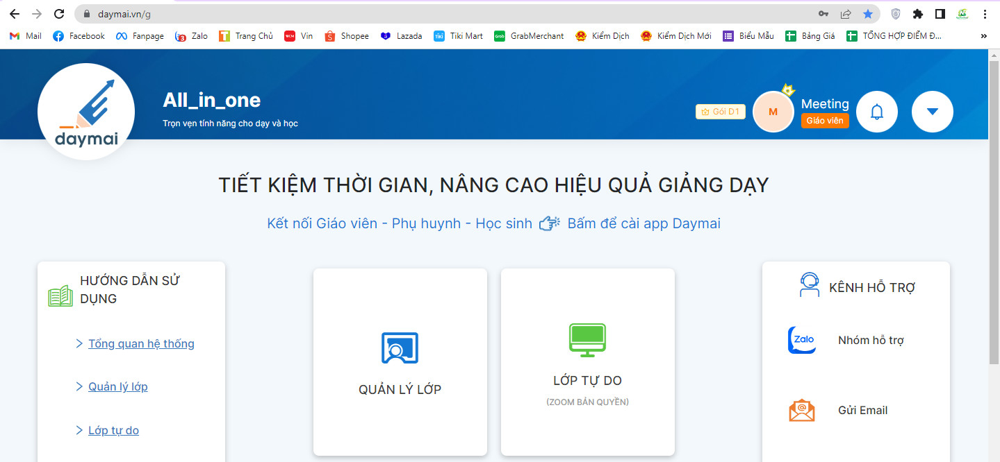 daymai.vn/g
Mail
Facebook
Fanpage
Zalo
Trang Chủ
Vin
Shopee
Lazada
Tiki Mart
GrabMerchant
Kiểm Dịch
Kiểm Dịch Mới
Biểu Mẫu
Bảng Giá
TỔNG HỢP ĐIỂM Đ...
daymai
All_in_one
Trọn vẹn tính năng cho dạy và học
Gói D1
M
Meeting
Giáo viên
TIẾT KIỆM THỜI GIAN, NÂNG CAO HIỆU QUẢ GIẢNG DẠY
Kết nối Giáo viên - Phụ huynh - Học sinh Bấm để cài app Daymai
HƯỚNG DẪN SỬ
DỤNG
Tổng quan hệ thống
Quản lý lớp
Lớp tự do
QUẢN LÝ LỚP
LỚP TỰ DO
(ZOOM BẢN QUYỀN)
KÊNH HỖ TRỢ
Zalo
Nhóm hỗ trợ
Gửi Email